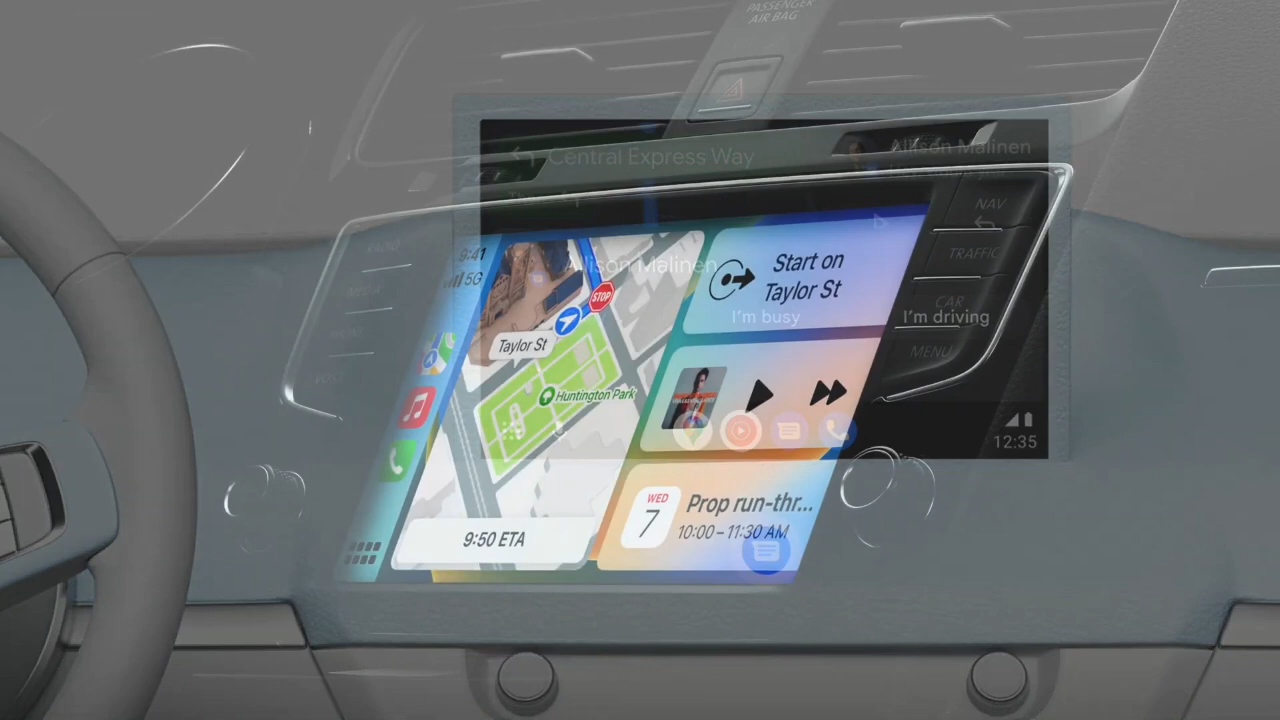 PASSENGER
AIR BAG
Central Express Way
Allison Malinen
Allison Malinen
I'm busy
I'm driving
12:35
NAV
TRAFFIC
CAR
MENU
9:41
5G
STOP
Taylor St
Huntington Park
9:50 ETA
Start on
Taylor St
WED
7
Prop run-thr...
10:00 – 11:30 AM